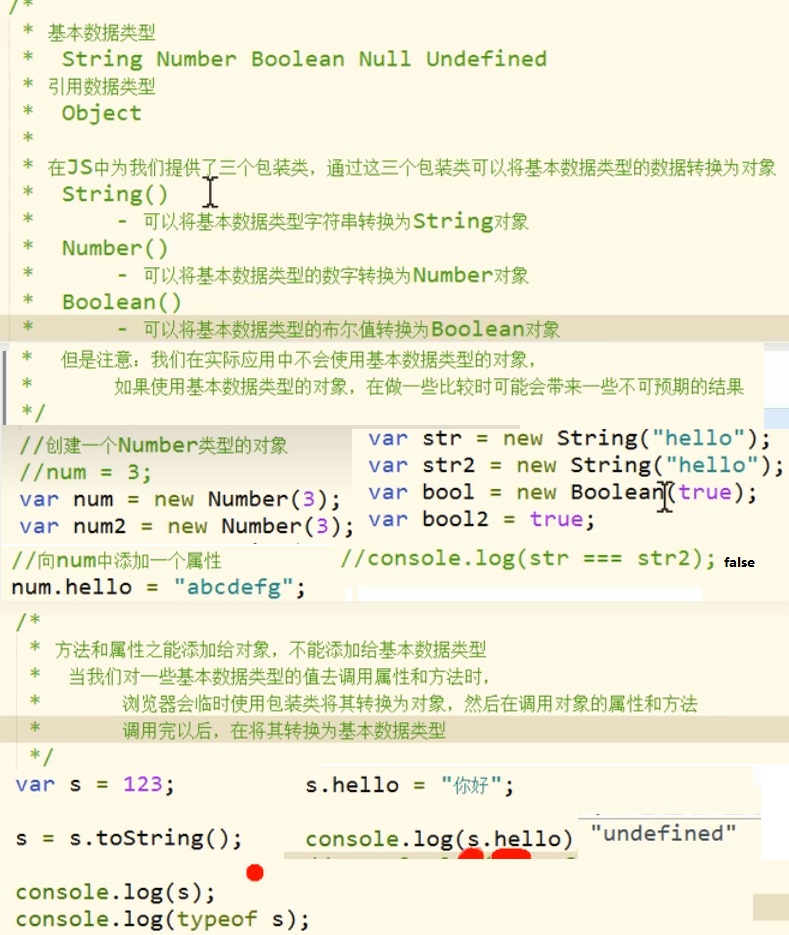 /*
* 基本数据类型
* String Number Boolean Null Undefined
* 引用数据类型
* Object
*
* 在JS中为我们提供了三个包装类，通过这三个包装类可以将基本数据类型的数据转换为对象
* String()
* - 可以将基本数据类型字符串转换为String对象
* Number()
* - 可以将基本数据类型的数字转换为Number对象
* Boolean()
* - 可以将基本数据类型的布尔值转换为Boolean对象
* 但是注意：我们在实际应用中不会使用基本数据类型的对象，
* 如果使用基本数据类型的对象，在做一些比较时可能会带来一些不可预期的结果
*/
//创建一个Number类型的对象
//num = 3;
var num = new Number(3);
var num2 = new Number(3);
var str = new String("hello");
var str2 = new String("hello");
var bool = new Boolean(true);
var bool2 = true;
//向num中添加一个属性
num.hello = "abcdefg";
//console.log(str === str2); false
/*
* 方法和属性之能添加给对象，不能添加给基本数据类型
* 当我们对一些基本数据类型的值去调用属性和方法时，
* 浏览器会临时使用包装类将其转换为对象，然后在调用对象的属性和方法
* 调用完以后，在将其转换为基本数据类型
*/
var s = 123;
s = s.toString();
console.log(s);
console.log(typeof s);
s.hello = "你好";
console.log(s.hello)
"undefined"